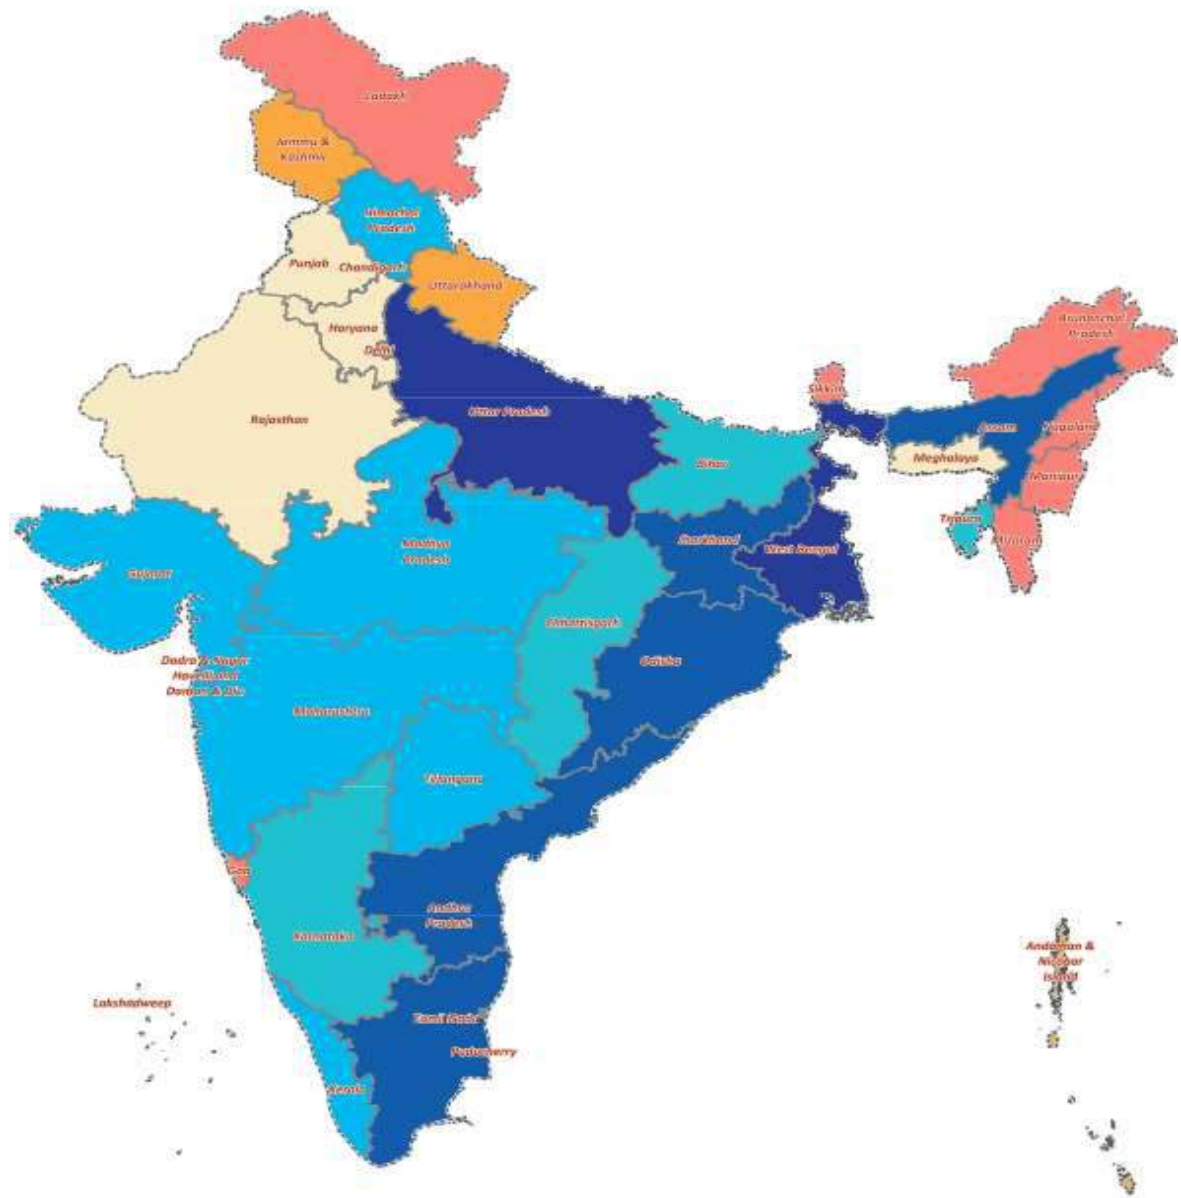 Ladakh
Jammu &
Kashmir
Himachal
Pradesh
Punjab
Chandigarh
Uttarakhand
Haryana
Delhi
Arunanchal
Pradesh
Sikkim
Rajasthan
Uttar Pradesh
Assam
Nagaland
Bihar
Meghalaya
Manipur
Tripura
Mizoram
Jharkhand
West Bengal
Madhya
Pradesh
Gujarat
Chhattisgarh
Odisha
Dadra & Nagar
Haveli and
Daman & Diu
Maharashtra
Telangana
Goa
Andhra
Pradesh
Karnataka
Andaman &
Nicobar
Island
Lakshadweep
Tamil Nadu
Puducherry
Kerala